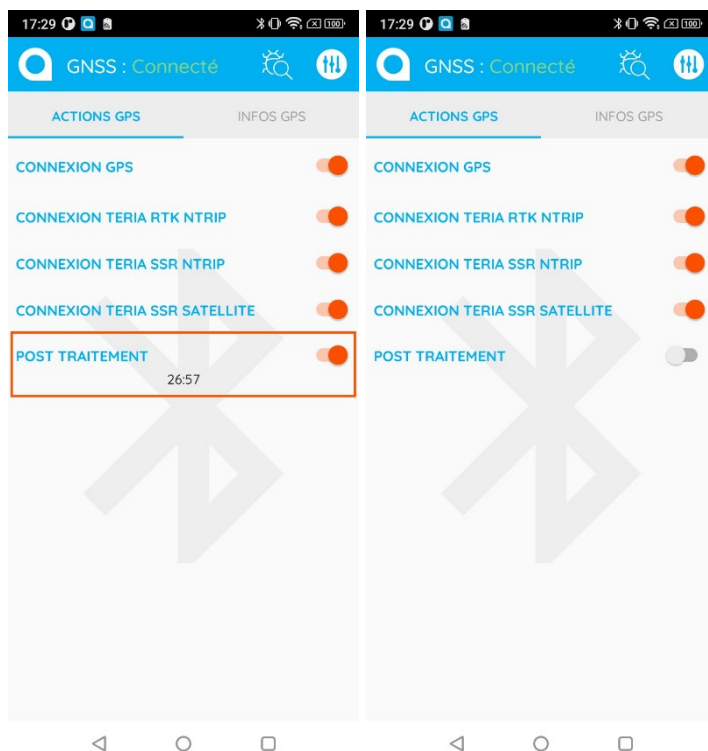 17:29
100
GNSS : Connecté
ACTIONS GPS
INFOS GPS
CONNEXION GPS
CONNEXION TERIA RTK NTRIP
CONNEXION TERIA SSR NTRIP
CONNEXION TERIA SSR SATELLITE
POST TRAITEMENT
26:57
17:29
100
GNSS : Connecté
ACTIONS GPS
INFOS GPS
CONNEXION GPS
CONNEXION TERIA RTK NTRIP
CONNEXION TERIA SSR NTRIP
CONNEXION TERIA SSR SATELLITE
POST TRAITEMENT